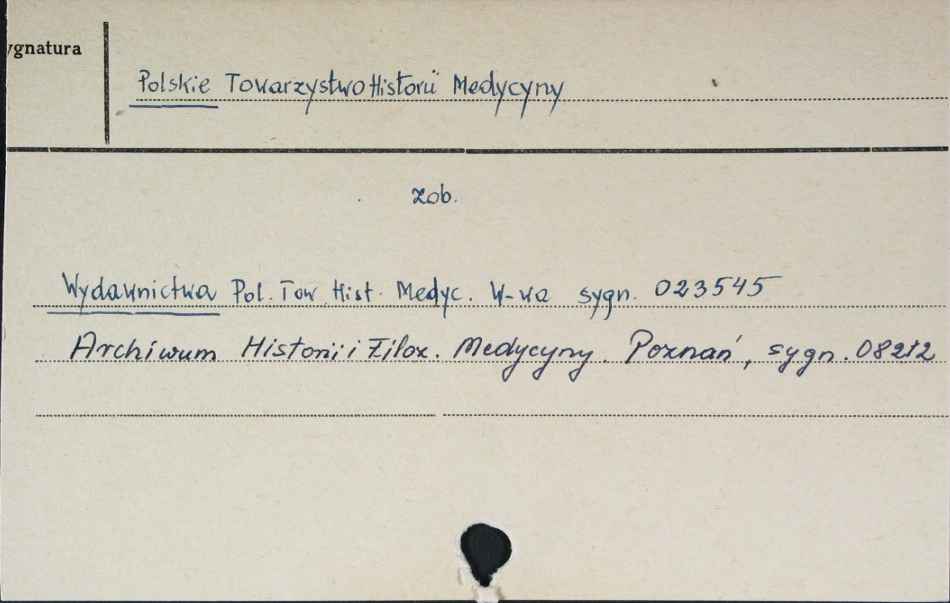 ygnatura
Polskie Towarzystwo Historii Medycyny
zob.
Wydawnictwa Pol. Tow Hist. Medyc. W-wa sygn. 023545
Archiwum Historii i Filoz. Medycyny. Poznań, sygn. 08212